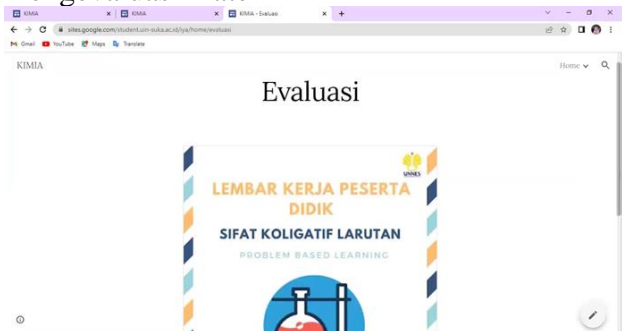 KIMIA
KIMIA
KIMIA - Evaluasi
sites.google.com/student.uin-suka.ac.id/iya/home/evaluasi
Gmail
YouTube
Maps
Translate
KIMIA
Home
Evaluasi
UNNES
LEMBAR KERJA PESERTA
DIDIK
SIFAT KOLIGATIF LARUTAN
PROBLEM BASED LEARNING